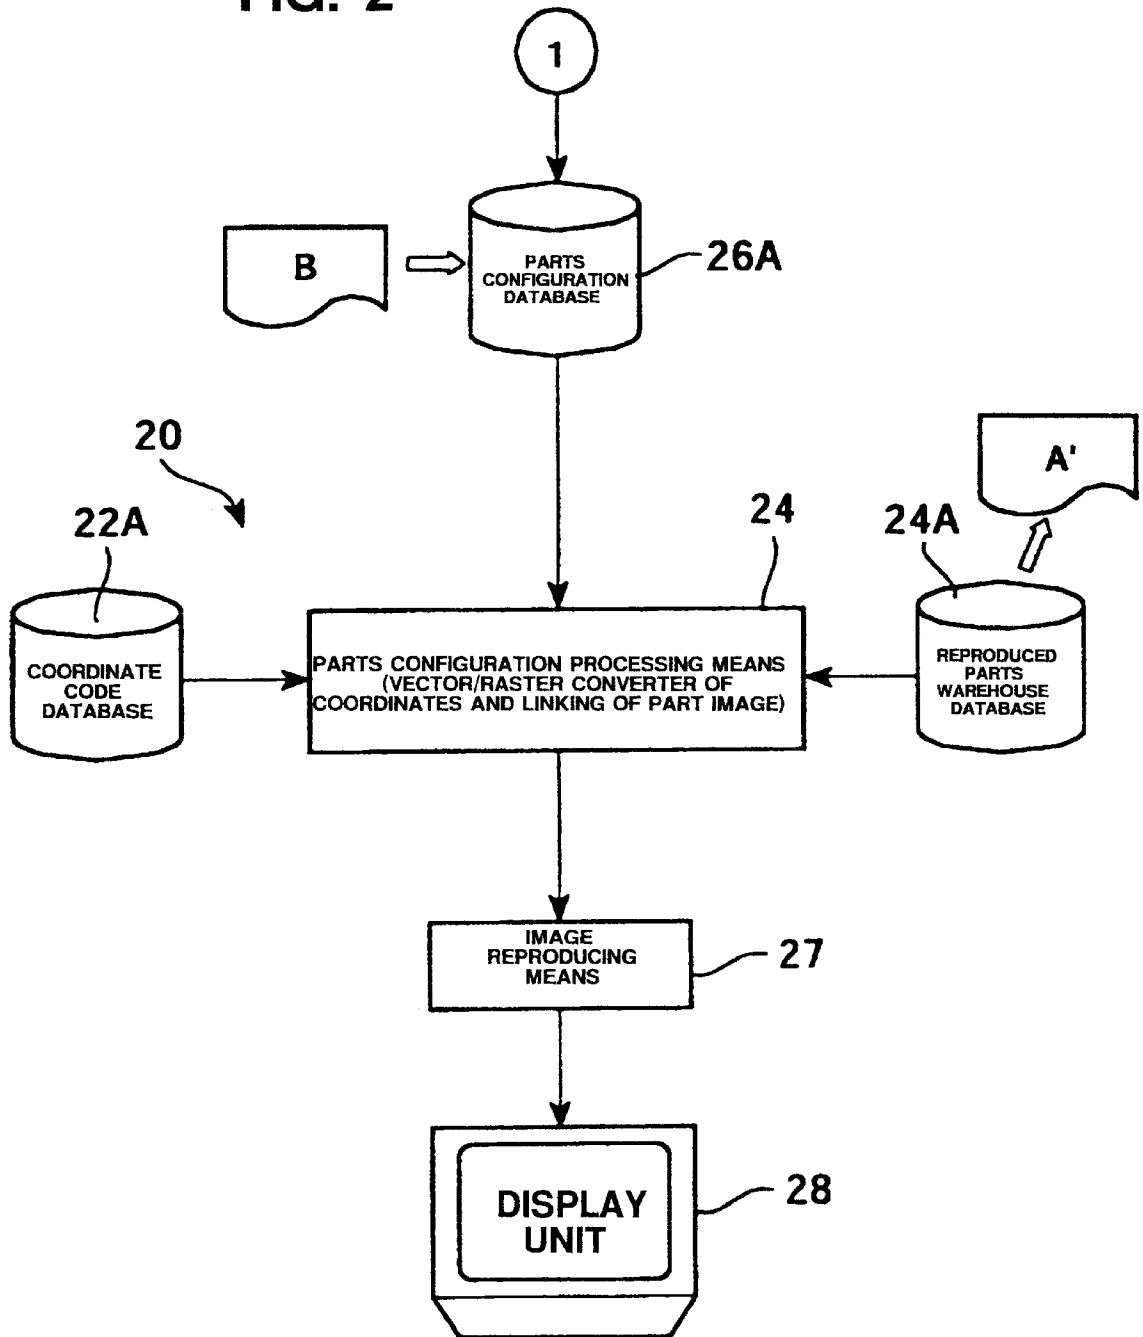 FIG. 2
1
B
PARTS
CONFIGURATION
DATABASE
26A
20
A'
22A
24
24A
COORDINATE
CODE
DATABASE
PARTS CONFIGURATION PROCESSING MEANS
(VECTOR/RASTER CONVERTER OF
COORDINATES AND LINKING OF PART IMAGE)
REPRODUCED
PARTS
WAREHOUSE
DATABASE
IMAGE
REPRODUCING
MEANS
27
DISPLAY
UNIT
28